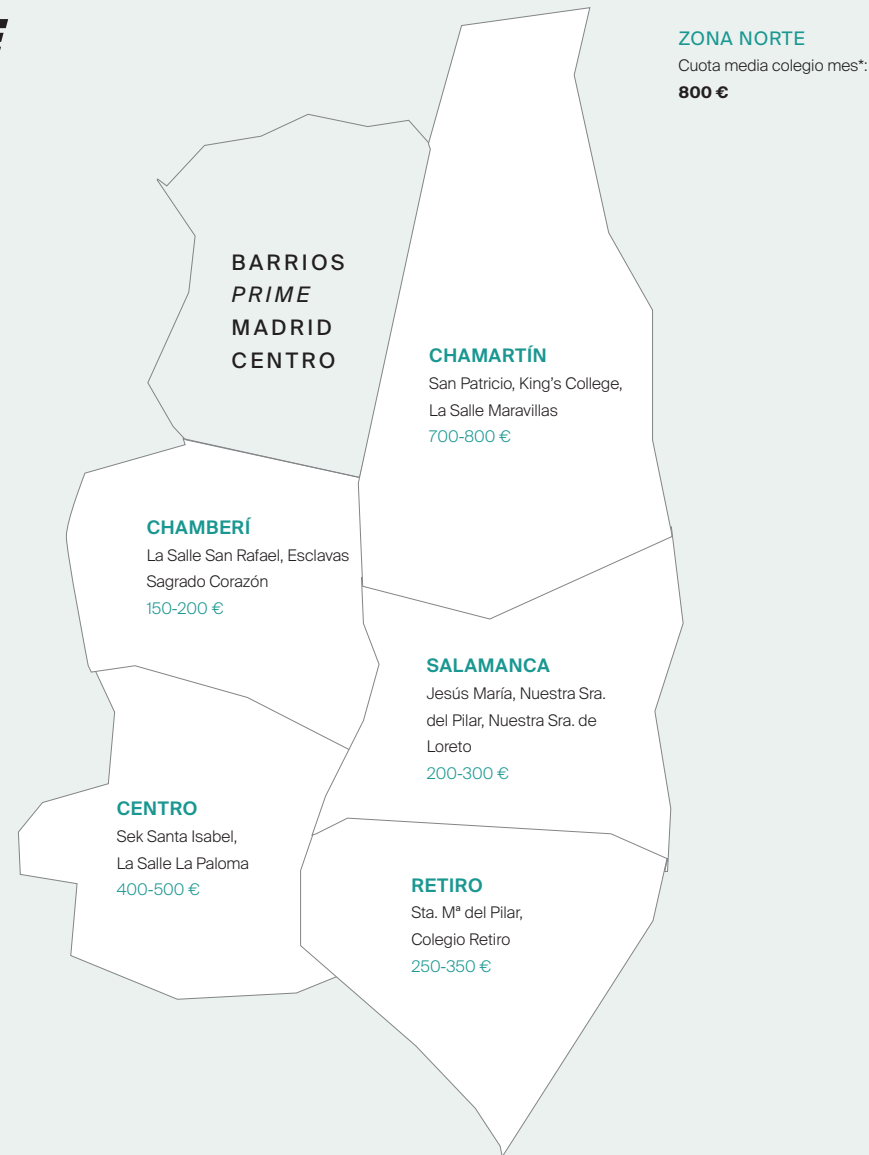 ZONA NORTE
Cuota media colegio mes*:
800 €
BARRIOS
PRIME
MADRID
CENTRO
CHAMARTÍN
San Patricio, King's College,
La Salle Maravillas
700-800 €
CHAMBERÍ
La Salle San Rafael, Esclavas
Sagrado Corazón
150-200 €
SALAMANCA
Jesús María, Nuestra Sra.
del Pilar, Nuestra Sra. de
Loreto
200-300 €
CENTRO
Sek Santa Isabel,
La Salle La Paloma
400-500 €
RETIRO
Sta. Mª del Pilar,
Colegio Retiro
250-350 €